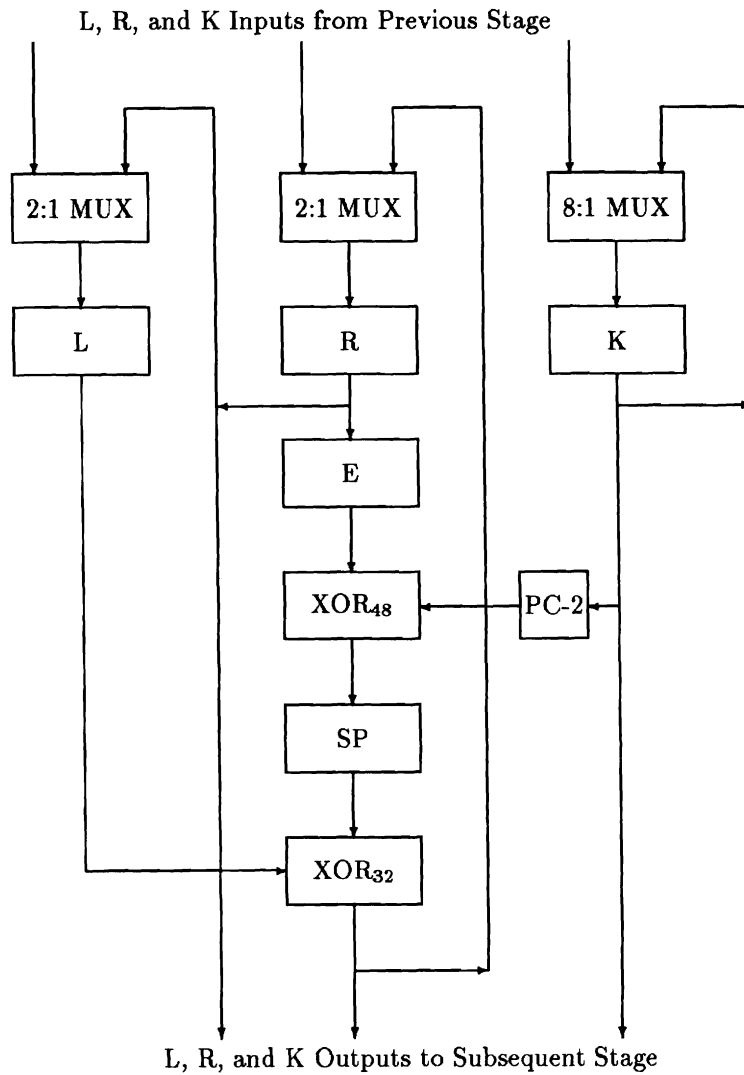 L, R, and K Inputs from Previous Stage
2:1 MUX 2:1 MUX 8:1 MUX
L R K
E
XOR₄₈ PC-2
SP
XOR₃₂
L, R, and K Outputs to Subsequent Stage